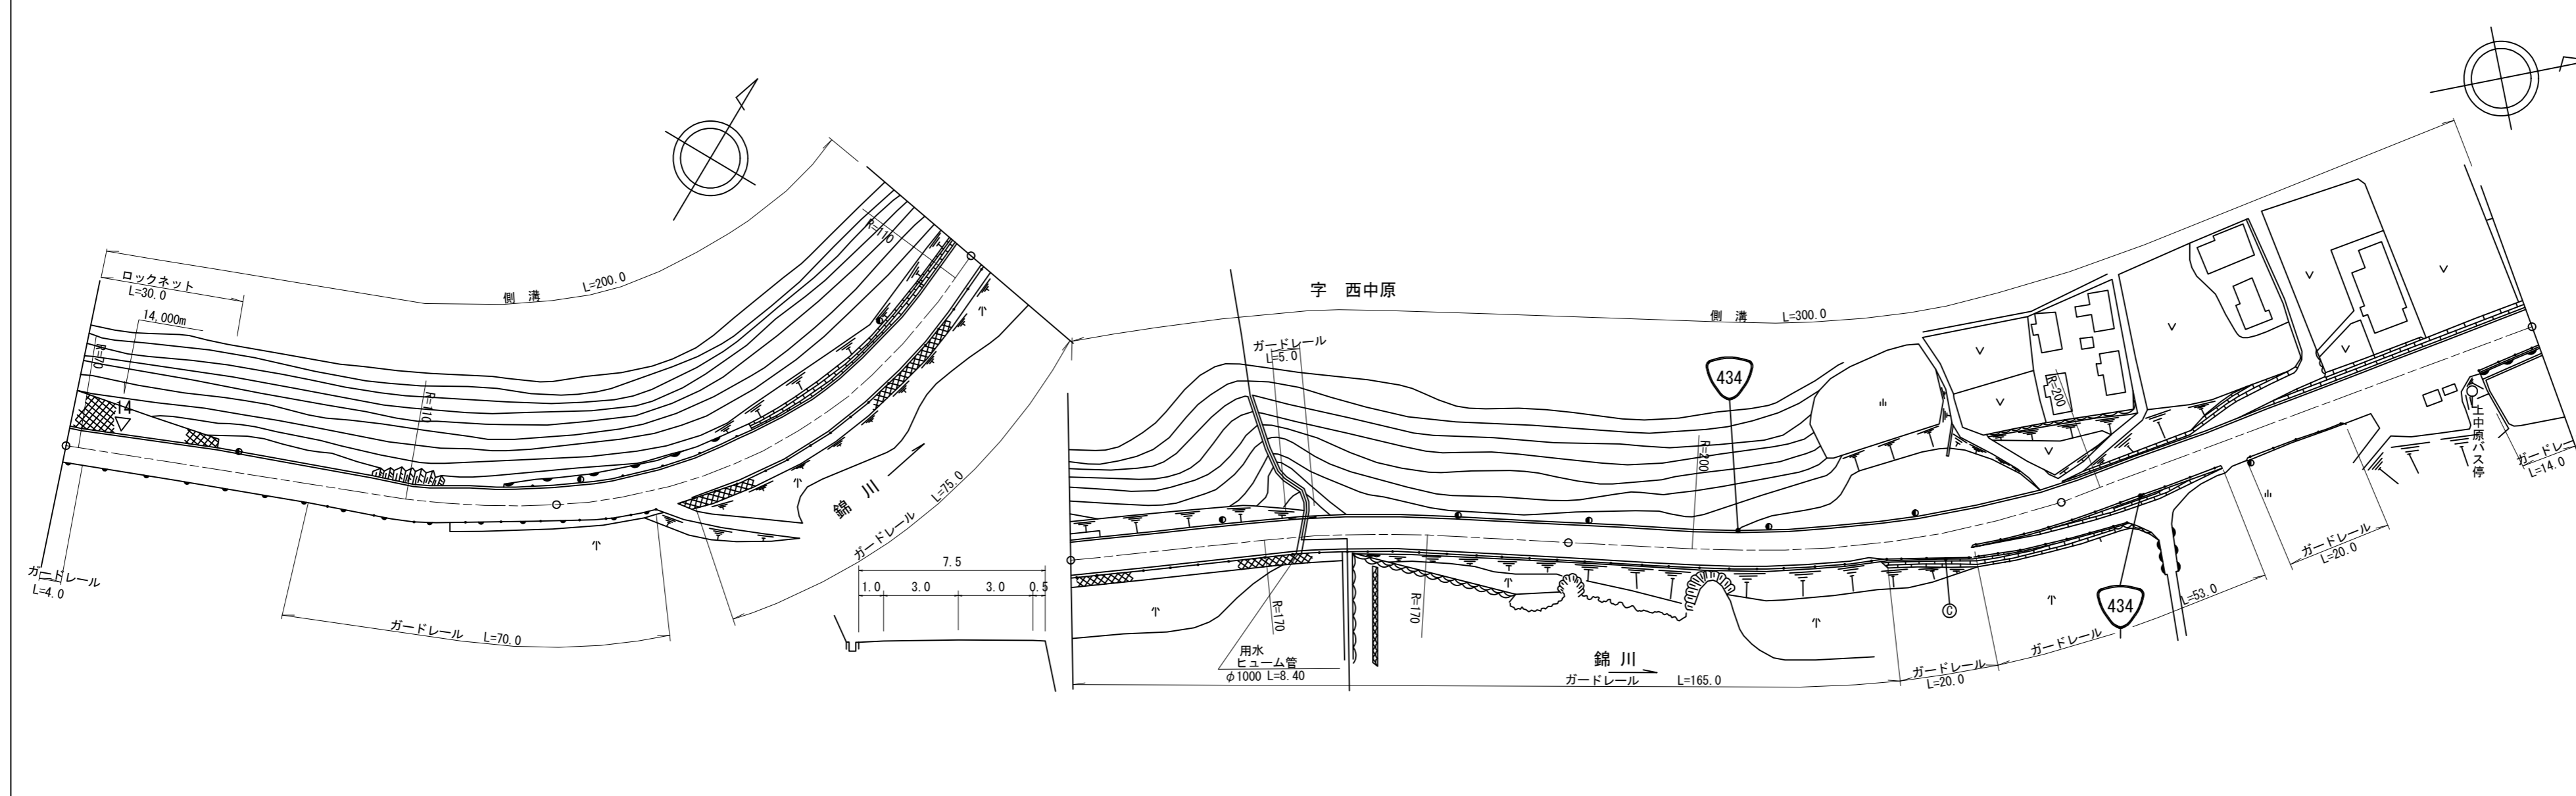 ロックネット
L=30.0
14.000m
R=70
14
側 溝 L=200.0
R=110
R=110
ガードレール
L=4.0
ガードレール L=70.0
錦 川
ガードレール
L=75.0
7.5
1.0 3.0 3.0 0.5
字 西中原
側 溝 L=300.0
ガードレール
L=5.0
434
R=200
R=200
R=170
R=170
用水
ヒューム管
φ1000 L=8.40
錦 川
ガードレール L=165.0
C
ガードレール
L=20.0
ガードレール L=53.0
434
ガードレール
L=20.0
上中原バス停
ガードレール
L=14.0